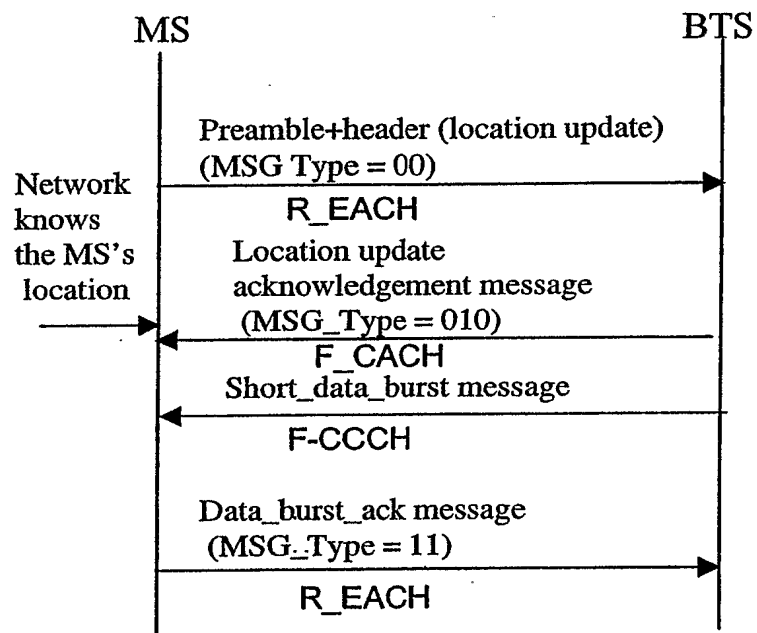 MS
BTS
Preamble+header (location update)
(MSG Type = 00)
R_EACH
Network
knows
the MS's
location
Location update
acknowledgement message
(MSG_Type = 010)
F_CACH
Short_data_burst message
F-CCCH
Data_burst_ack message
(MSG_Type = 11)
R_EACH